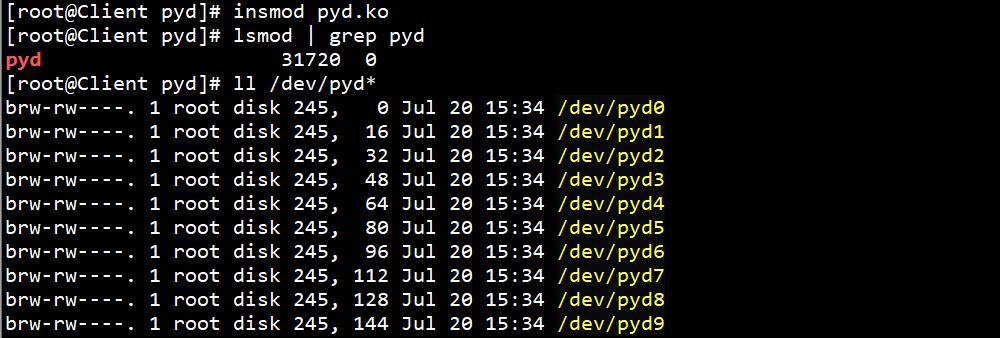 [root@Client pyd]# insmod pyd.ko
[root@Client pyd]# lsmod | grep pyd
pyd                    31720  0
[root@Client pyd]# ll /dev/pyd*
brw-rw----. 1 root disk 245,   0 Jul 20 15:34 /dev/pyd0
brw-rw----. 1 root disk 245,  16 Jul 20 15:34 /dev/pyd1
brw-rw----. 1 root disk 245,  32 Jul 20 15:34 /dev/pyd2
brw-rw----. 1 root disk 245,  48 Jul 20 15:34 /dev/pyd3
brw-rw----. 1 root disk 245,  64 Jul 20 15:34 /dev/pyd4
brw-rw----. 1 root disk 245,  80 Jul 20 15:34 /dev/pyd5
brw-rw----. 1 root disk 245,  96 Jul 20 15:34 /dev/pyd6
brw-rw----. 1 root disk 245, 112 Jul 20 15:34 /dev/pyd7
brw-rw----. 1 root disk 245, 128 Jul 20 15:34 /dev/pyd8
brw-rw----. 1 root disk 245, 144 Jul 20 15:34 /dev/pyd9